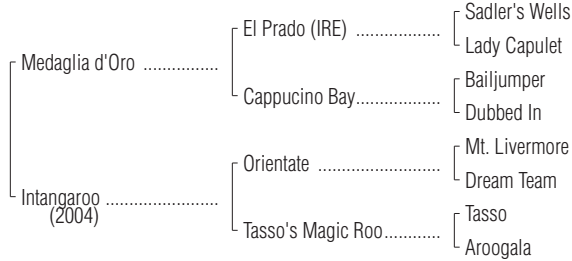 Sadler's Wells
El Prado (IRE) ..................
Lady Capulet
Medaglia d'Oro ................
Bailjumper
Cappucino Bay...................
Dubbed In
Mt. Livermore
Orientate ..........................
Dream Team
Intangaroo ........................
(2004)
Tasso
Tasso's Magic Roo............
Aroogala